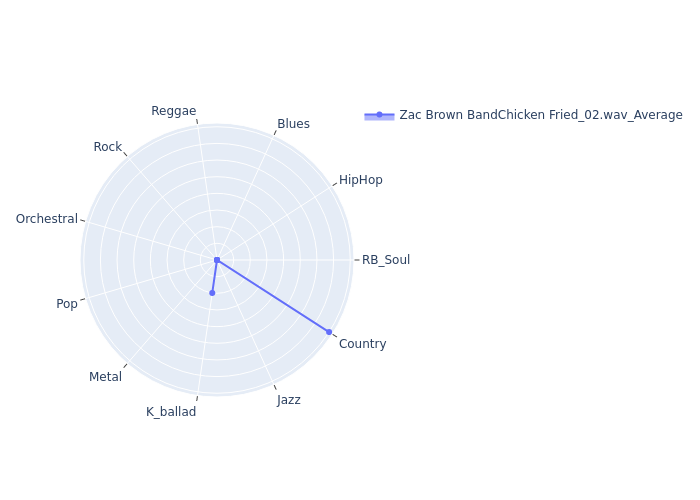 Reggae
Blues
Zac Brown BandChicken Fried_02.wav_Average
Rock
HipHop
Orchestral
RB_Soul
Pop
Country
Metal
Jazz
K_ballad